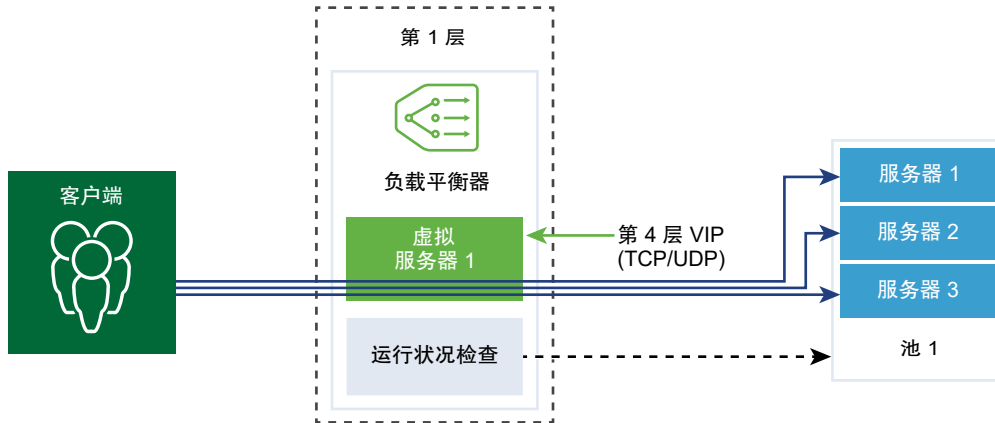 第 1 层
负载平衡器
客户端
虚拟
服务器 1
第 4 层 VIP
(TCP/UDP)
运行状况检查
服务器 1
服务器 2
服务器 3
池 1